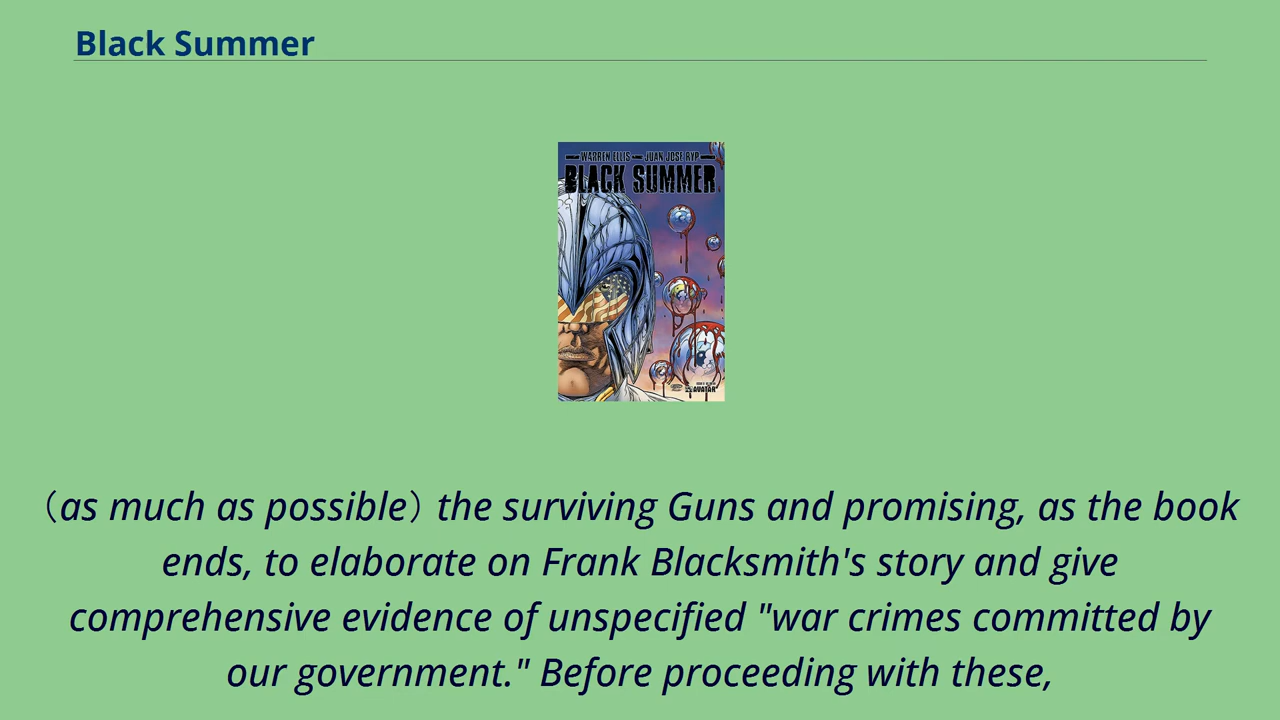 Black Summer
WARREN ELLIS JUAN JOSE RYP
BLACK SUMMER
AVATAR
（as much as possible）the surviving Guns and promising, as the book
ends, to elaborate on Frank Blacksmith's story and give
comprehensive evidence of unspecified "war crimes committed by
our government." Before proceeding with these,